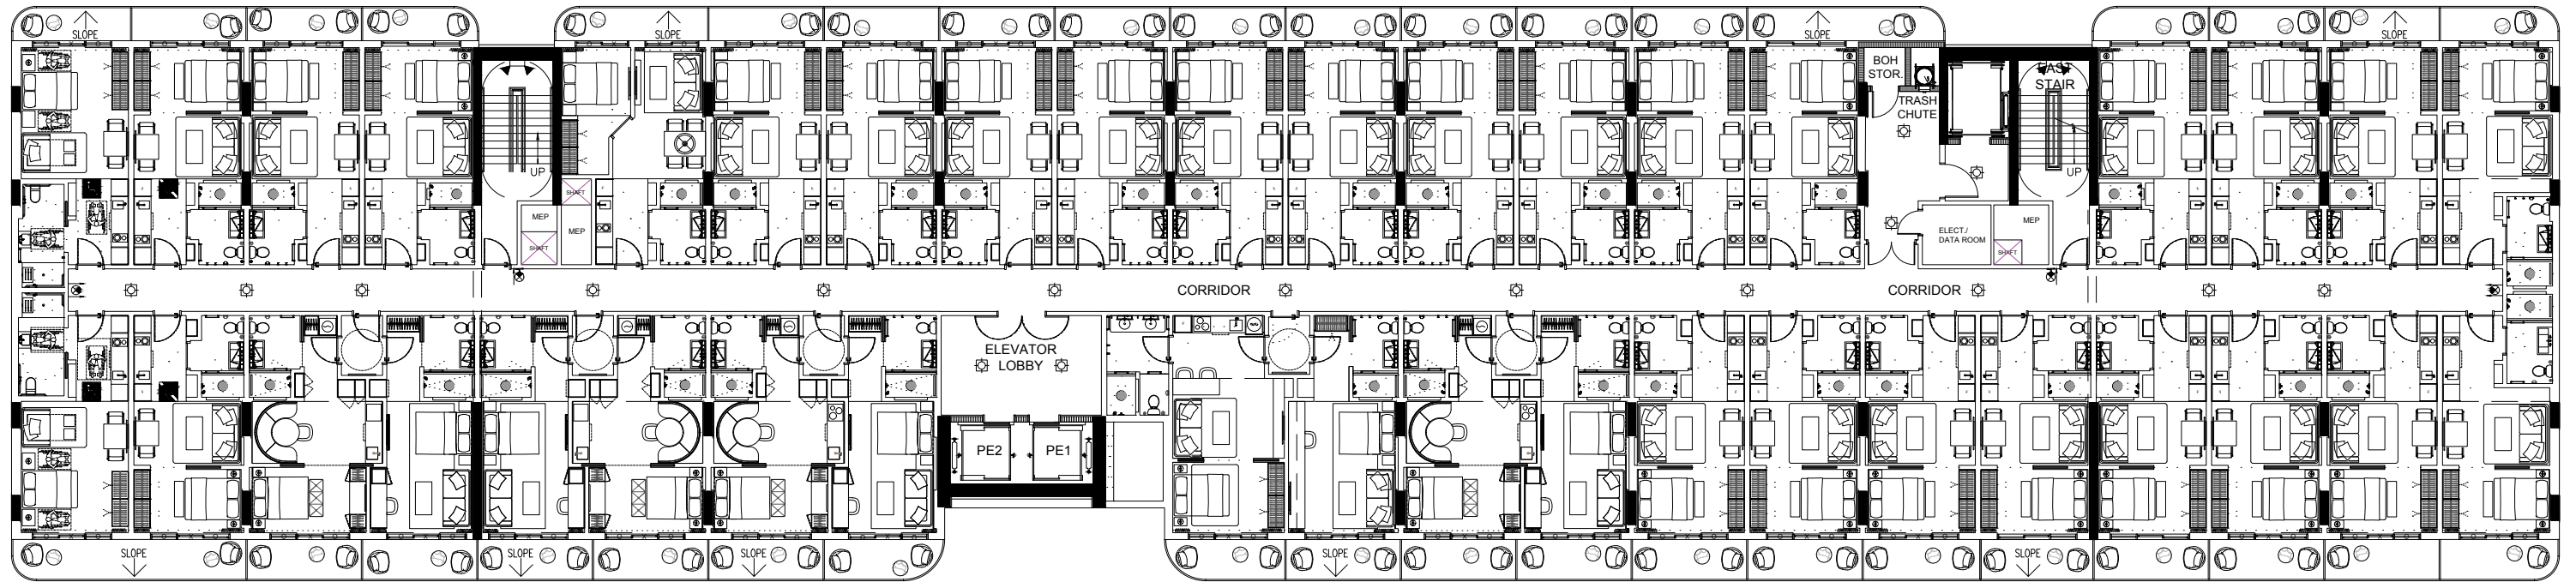 SLOPE
SLOPE
SLOPE
SLOPE
BOH
STOR.
TRASH
CHUTE
EAST
STAIR
UP
UP
SHAFT
MEP
MEP
SHAFT
ELECT./
DATA ROOM
MEP
SHAFT
CORRIDOR
CORRIDOR
ELEVATOR
LOBBY
PE2
PE1
SLOPE
SLOPE
SLOPE
SLOPE
SLOPE